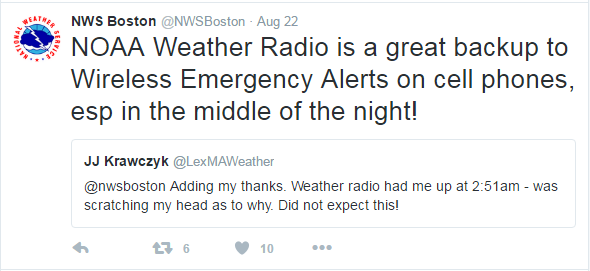 NWS Boston @NWSBoston · Aug 22
NOAA Weather Radio is a great backup to
Wireless Emergency Alerts on cell phones,
esp in the middle of the night!
JJ Krawczyk @LexMAWeather
@nwsboston Adding my thanks. Weather radio had me up at 2:51am - was
scratching my head as to why. Did not expect this!
6 10
NATIONAL WEATHER SERVICE